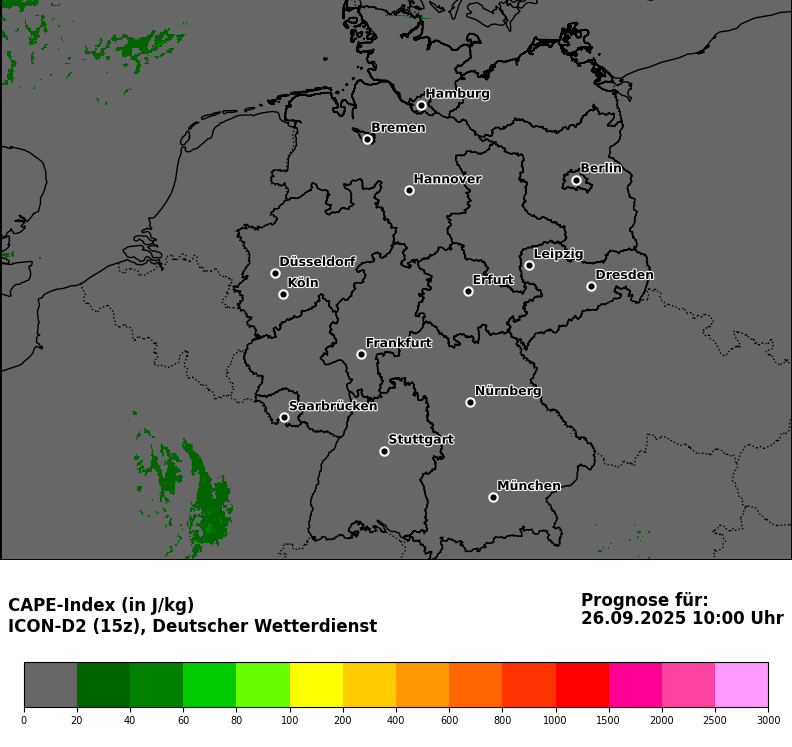 Hamburg
Bremen
Berlin
Hannover
Leipzig
Düsseldorf
Dresden
Erfurt
Köln
Frankfurt
Nürnberg
Saarbrücken
Stuttgart
München
CAPE-Index (in J/kg)
ICON-D2 (15z), Deutscher Wetterdienst
Prognose für:
26.09.2025 10:00 Uhr
0 20 40 60 80 100 200 400 600 800 1000 1500 2000 2500 3000